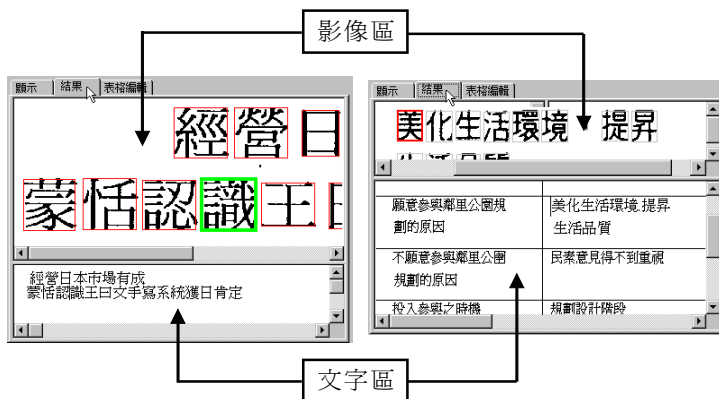 影像區
顯示 結果 表格編輯
經營日
蒙恬認識王
經營日本市場有成
蒙恬認識王曰文手寫系統獲日肯定
顯示 結果 表格編輯
美化生活環境 提昇
願意參與鄰里公園規劃的原因
美化生活環境.提昇生活品質
不願意參與鄰里公園規劃的原因
民眾意見得不到重視
投入參與之時機
規劃設計階段
文字區